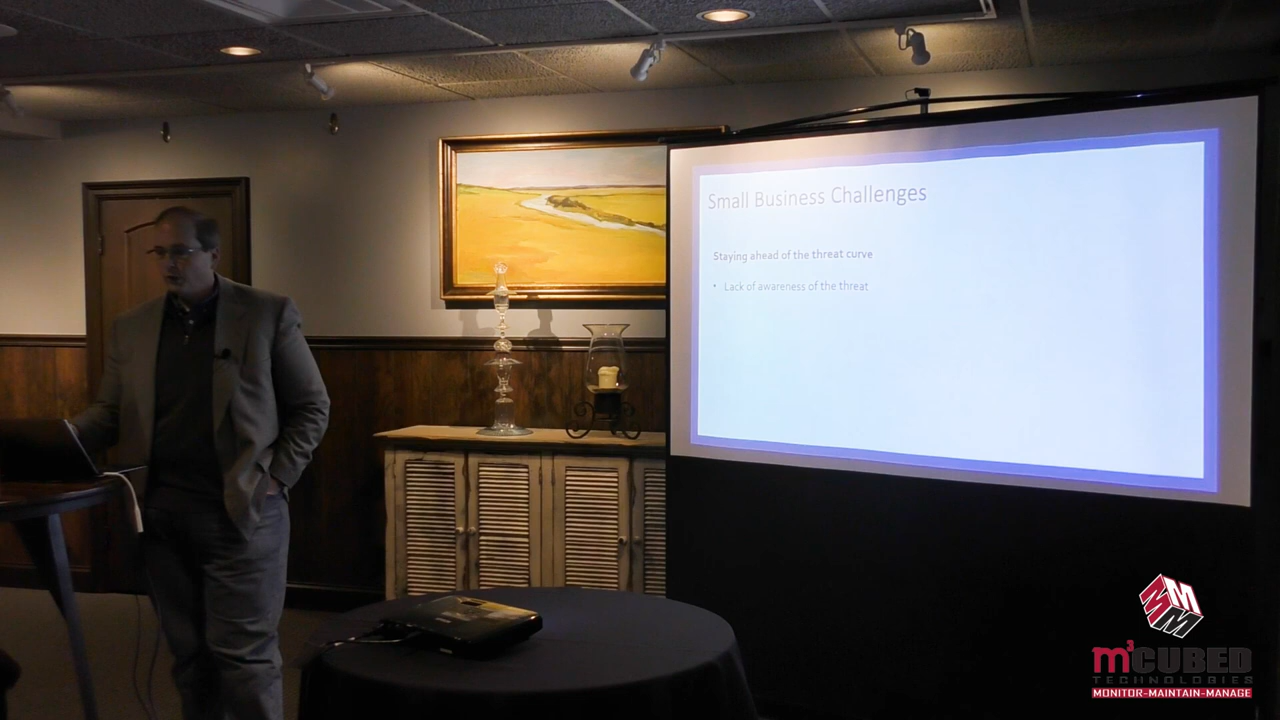 Small Business Challenges
Staying ahead of the threat curve
• Lack of awareness of the threat
m³CUBED
TECHNOLOGIES
MONITOR-MAINTAIN-MANAGE